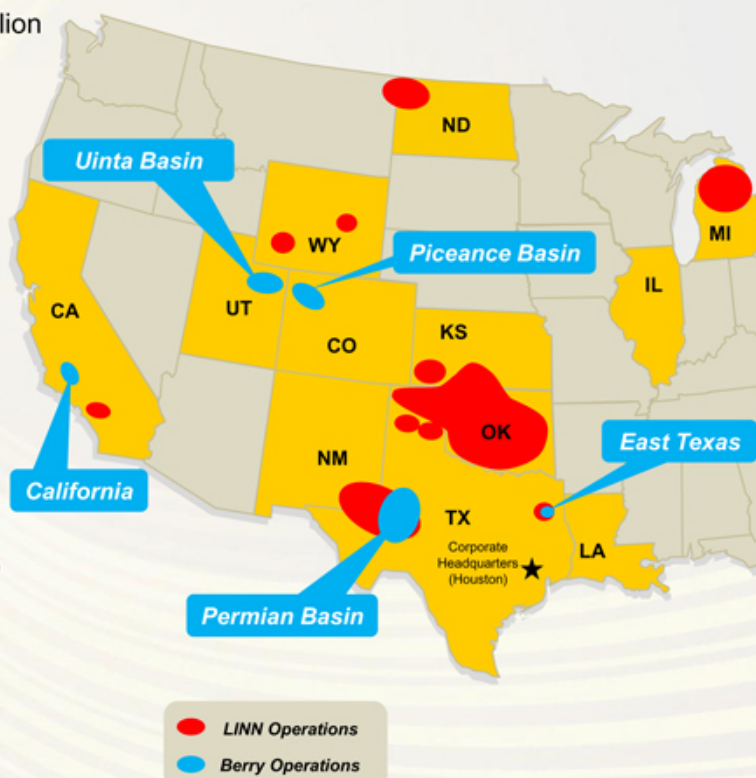 lion
ND
Uinta Basin
MI
WY
Piceance Basin
IL
CA
UT
KS
CO
OK
East Texas
NM
California
TX
LA
Corporate
Headquarters
(Houston)
Permian Basin
LINN Operations
Berry Operations